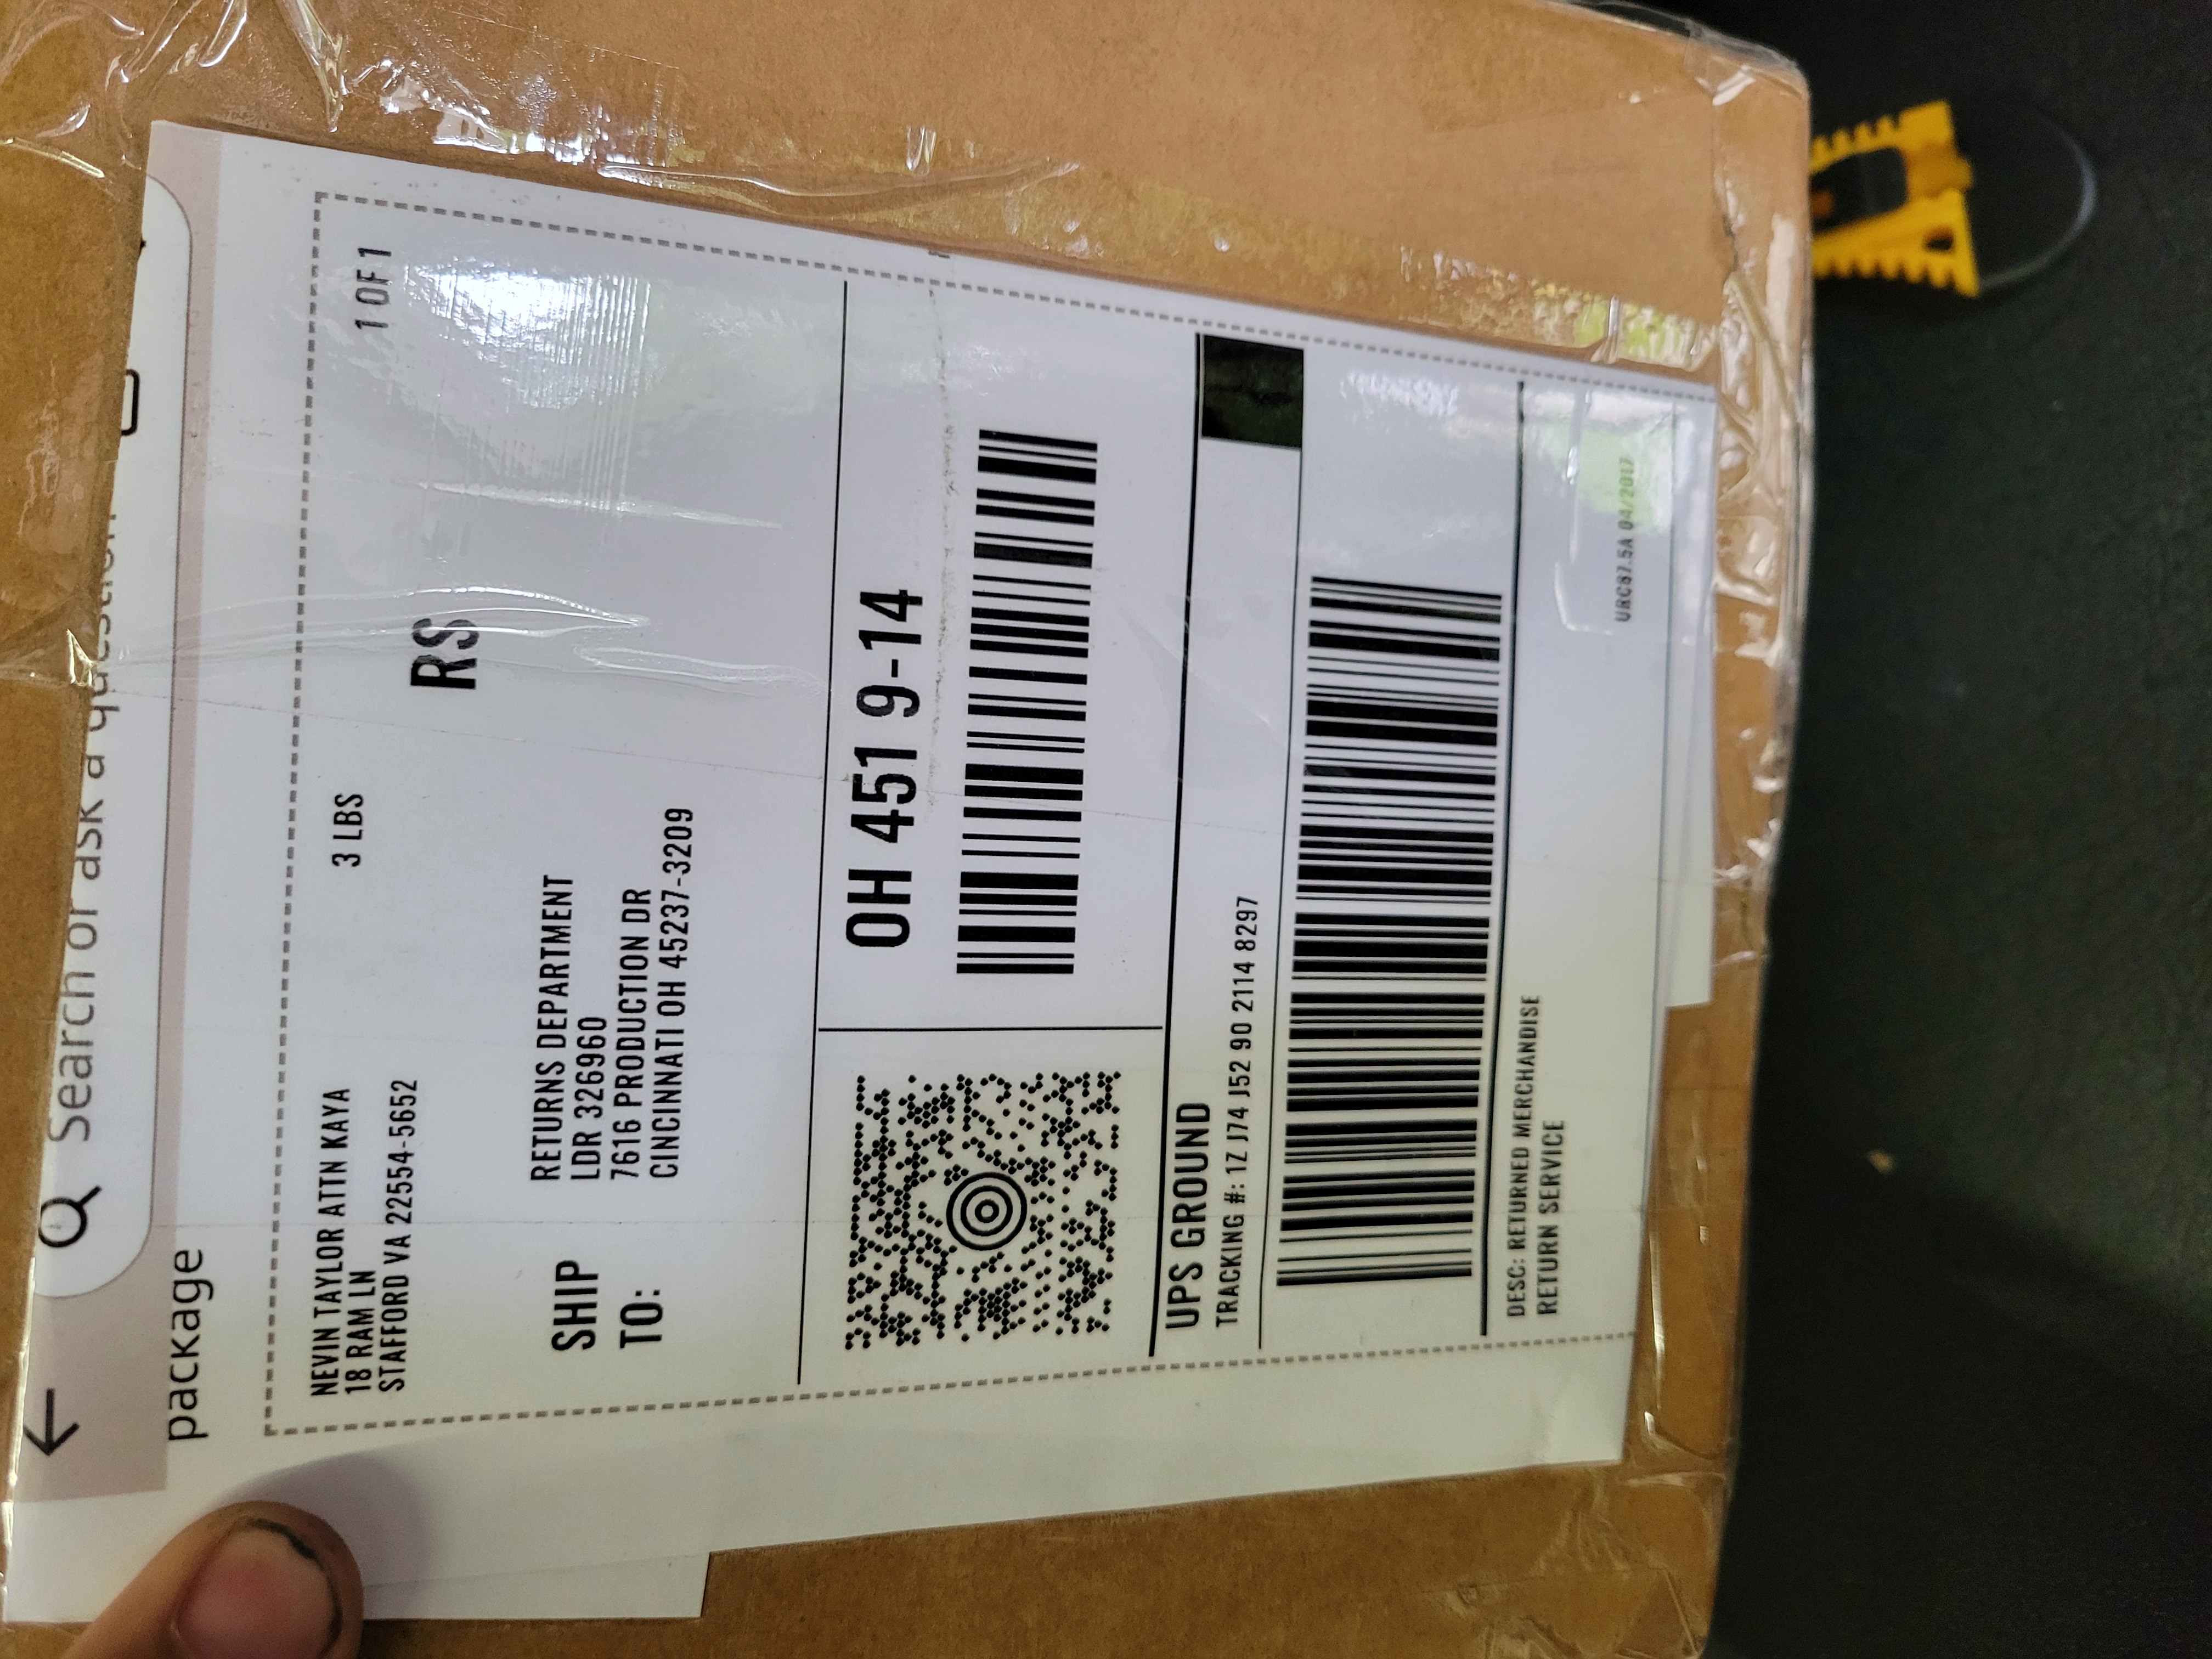 Search or ask a question
package
NEVIN TAYLOR ATTN KAYA
18 RAM LN
STAFFORD VA 22554-5652
3 LBS
1 OF 1
RS
SHIP
TO:
RETURNS DEPARTMENT
LDR 326960
7616 PRODUCTION DR
CINCINNATI OH 45237-3209
OH 451 9-14
UPS GROUND
TRACKING #: 1Z J74 J52 90 2114 8297
DESC: RETURNED MERCHANDISE
RETURN SERVICE
URC87.5A 04/2017